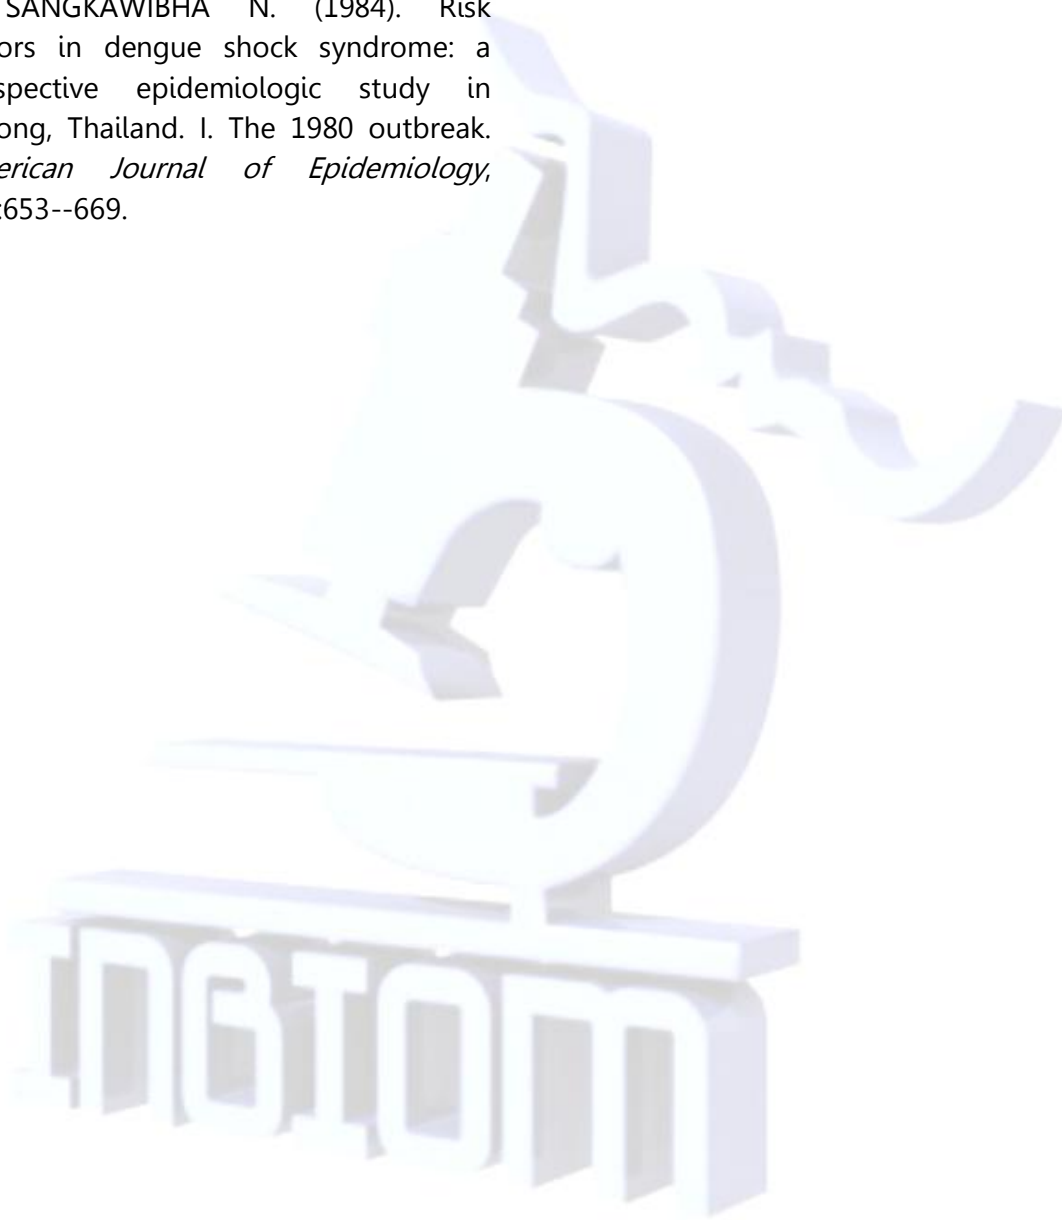 SANGKAWIBHA N. (1984). Risk
ors in dengue shock syndrome: a
spective epidemiologic study in
ong, Thailand. I. The 1980 outbreak.
erican Journal of Epidemiology,
:653--669.
INBIOM